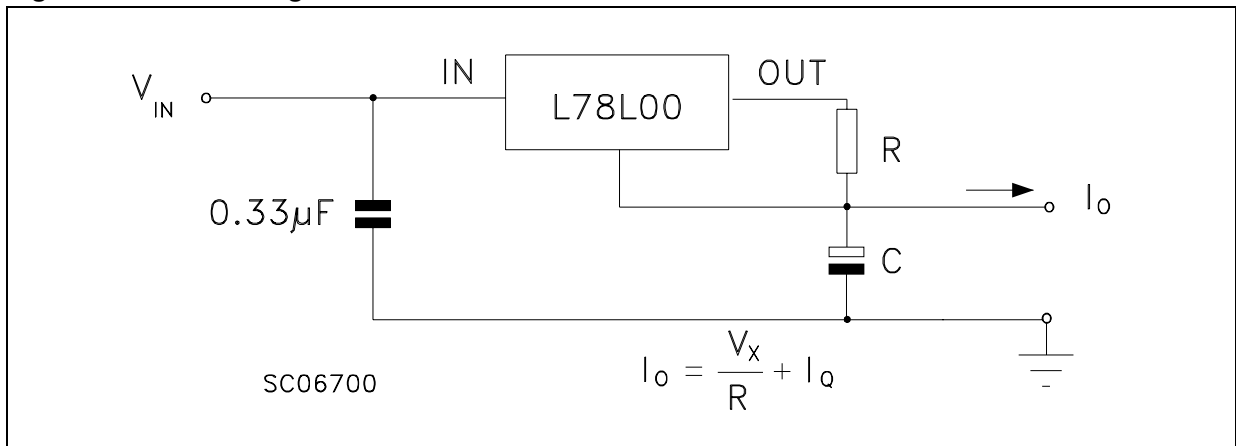 V_IN
IN
L78L00
OUT
R
0.33µF
I_O
C
I_O = V_X / R + I_Q
SC06700